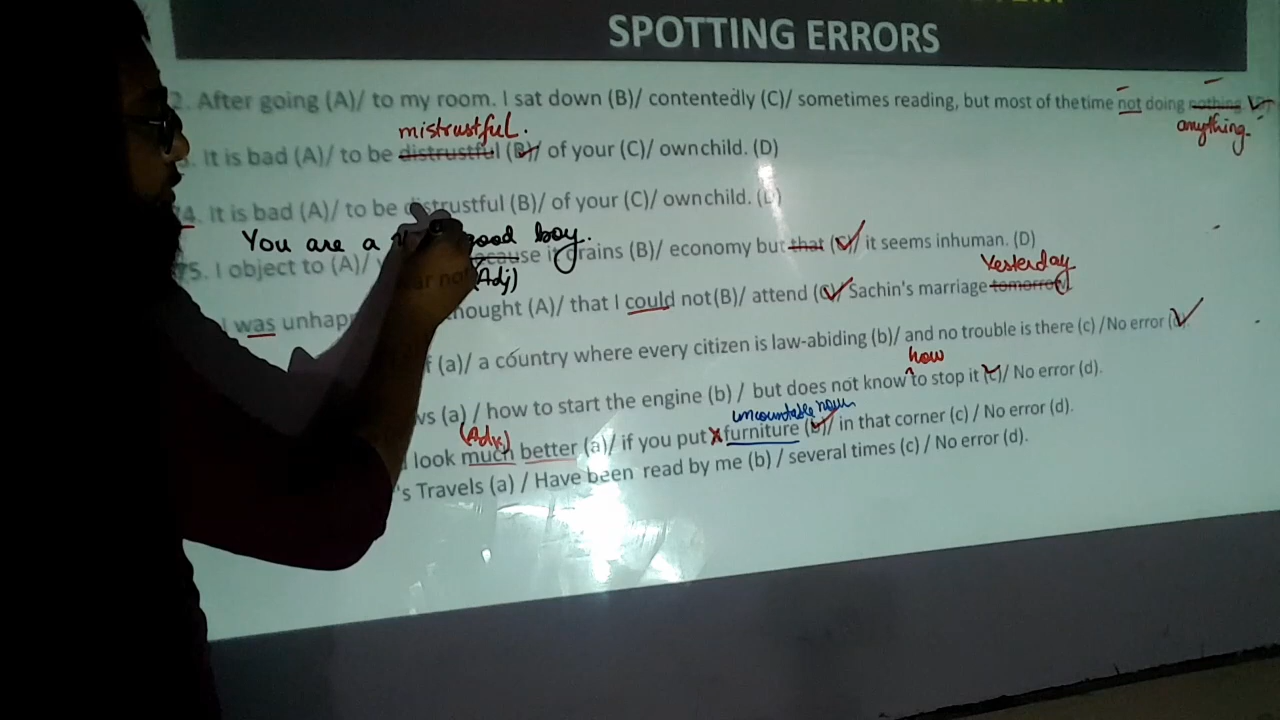 SPOTTING ERRORS
2. After going (A)/ to my room. I sat down (B)/ contentedly (C)/ sometimes reading, but most of the time not doing nothing
mistrustful.
anything.
. It is bad (A)/ to be distrustful (B)/ of your (C)/ own child. (D)
4. It is bad (A)/ to be distrustful (B)/ of your (C)/ own child. (D)
You are a good boy.
75. I object to (A)/ because it drains (B)/ economy but that (C)/ it seems inhuman. (D)
(Adj)
Yesterday
I was unhappy thought (A)/ that I could not (B)/ attend (C)/ Sachin's marriage tomorrow
(a)/ a country where every citizen is law-abiding (b)/ and no trouble is there (c) /No error (d)
how
(a) / how to start the engine (b) / but does not know to stop it (c)/ No error (d).
(Adv)
uncountable noun
look much better (a)/ if you put furniture (b)/ in that corner (c) / No error (d).
's Travels (a) / Have been read by me (b) / several times (c) / No error (d).